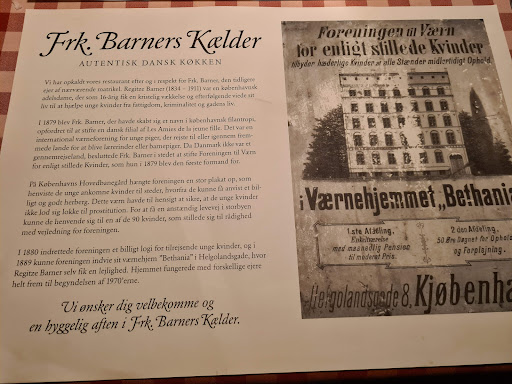 Frk. Barners Kælder
AUTENTISK DANSK KØKKEN
Vi har opkaldt vores restaurant efter og i respekt for Frk. Barner, den tidligere
ejer af nærværende matrikel. Regitze Barner (1834 – 1911) var en københavnsk
adelsdame, der som 16-årig fik en kristelig vækkelse og efterfølgende viede sit
liv til at hjælpe unge kvinder fra fattigdom, kriminalitet og gadens liv.
I 1879 blev Frk. Barner, der havde skabt sig et navn i københavnsk filantropi,
opfordret til at stifte en dansk filial af Les Amies de la jeune fille. Det var en
international værneforening for unge piger, der rejste til eller igennem frem-
mede lande for at blive lærerinder eller barnepiger. Da Danmark ikke var et
gennemrejseland, besluttede Frk. Barner i stedet at stifte Foreningen til Værn
for enligt stillede Kvinder, som hun i 1879 blev den første formand for.
På Københavns Hovedbanegård hængte foreningen en stor plakat op, som
henviste de unge ankomne kvinder til steder, hvorfra de kunne få anvist et bil-
ligt og godt herberg. Dette værn havde til hensigt at sikre, at de unge kvinder
ikke lod sig lokke til prostitution. For at få en anstændig levevej i storbyen
kunne de henvende sig til en af de 90 kvinder, som stillede sig til rådighed
med vejledning for foreningen.
I 1880 indrettede foreningen et billigt logi for tilrejsende unge kvinder, og i
1889 kunne foreningen indvie sit værnehjem "Bethania" i Helgolandsgade, hvor
Regitze Barner selv fik en lejlighed. Hjemmet fungerede med forskellige ejere
helt frem til begyndelsen af 1970'erne.
Vi ønsker dig velbekomme og
en hyggelig aften i Frk. Barners Kælder.
Foreningen til Værn
for enligt stillede Kvinder
tilbyder hæderlige Kvinder af alle Stænder midlertidigt Ophold
i Værnehjemmet „Bethania
1ste Afdeling.
Enkeltværelse
med maanedlig Pension
til moderat Pris.
2den Afdeling.
50 Øre Døgnet for Ophold
og Forplejning.
Helgolandsgade 8, Kjøbenha